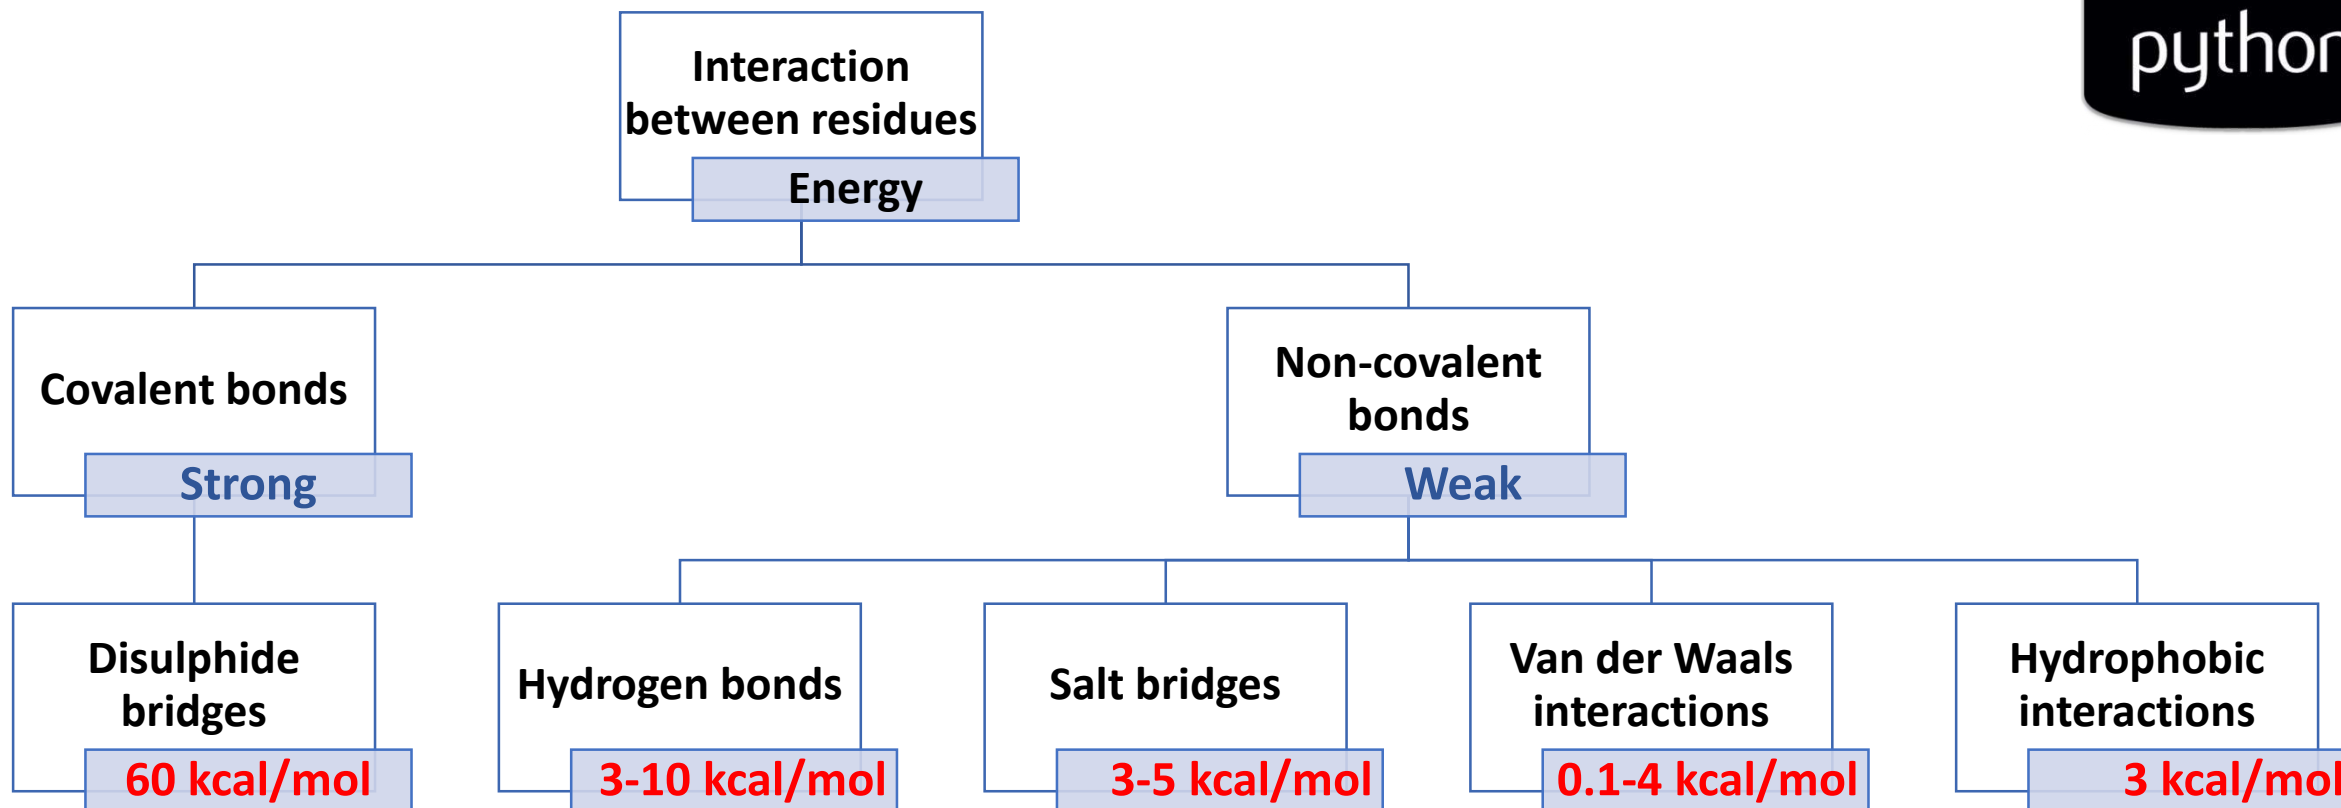 python
Interaction
between residues
Energy
Covalent bonds
Strong
Non-covalent
bonds
Weak
Disulphide
bridges
60 kcal/mol
Hydrogen bonds
3-10 kcal/mol
Salt bridges
3-5 kcal/mol
Van der Waals
interactions
0.1-4 kcal/mol
Hydrophobic
interactions
3 kcal/mol